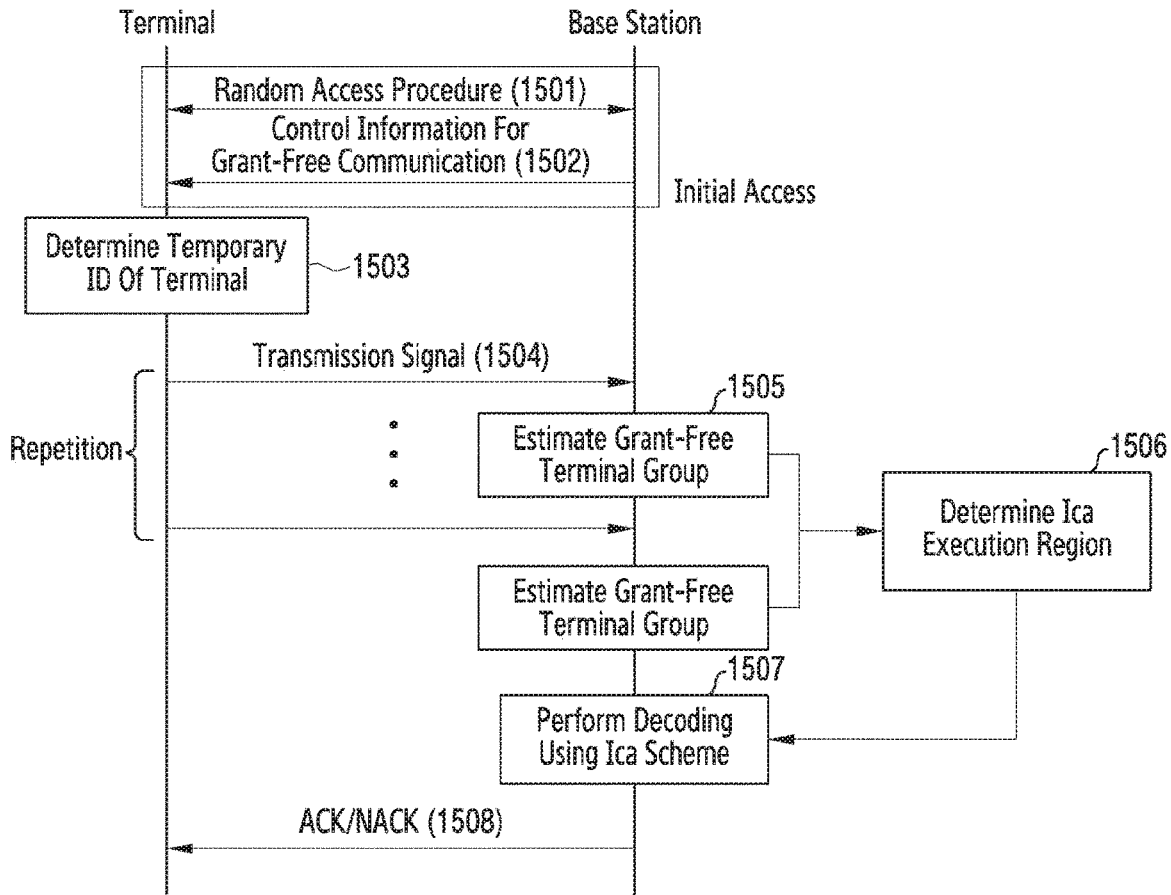 Terminal
Base Station
Random Access Procedure (1501)
Control Information For
Grant-Free Communication (1502)
Initial Access
Determine Temporary
ID Of Terminal
1503
Transmission Signal (1504)
Repetition
1505
Estimate Grant-Free
Terminal Group
1506
Determine Ica
Execution Region
Estimate Grant-Free
Terminal Group
1507
Perform Decoding
Using Ica Scheme
ACK/NACK (1508)